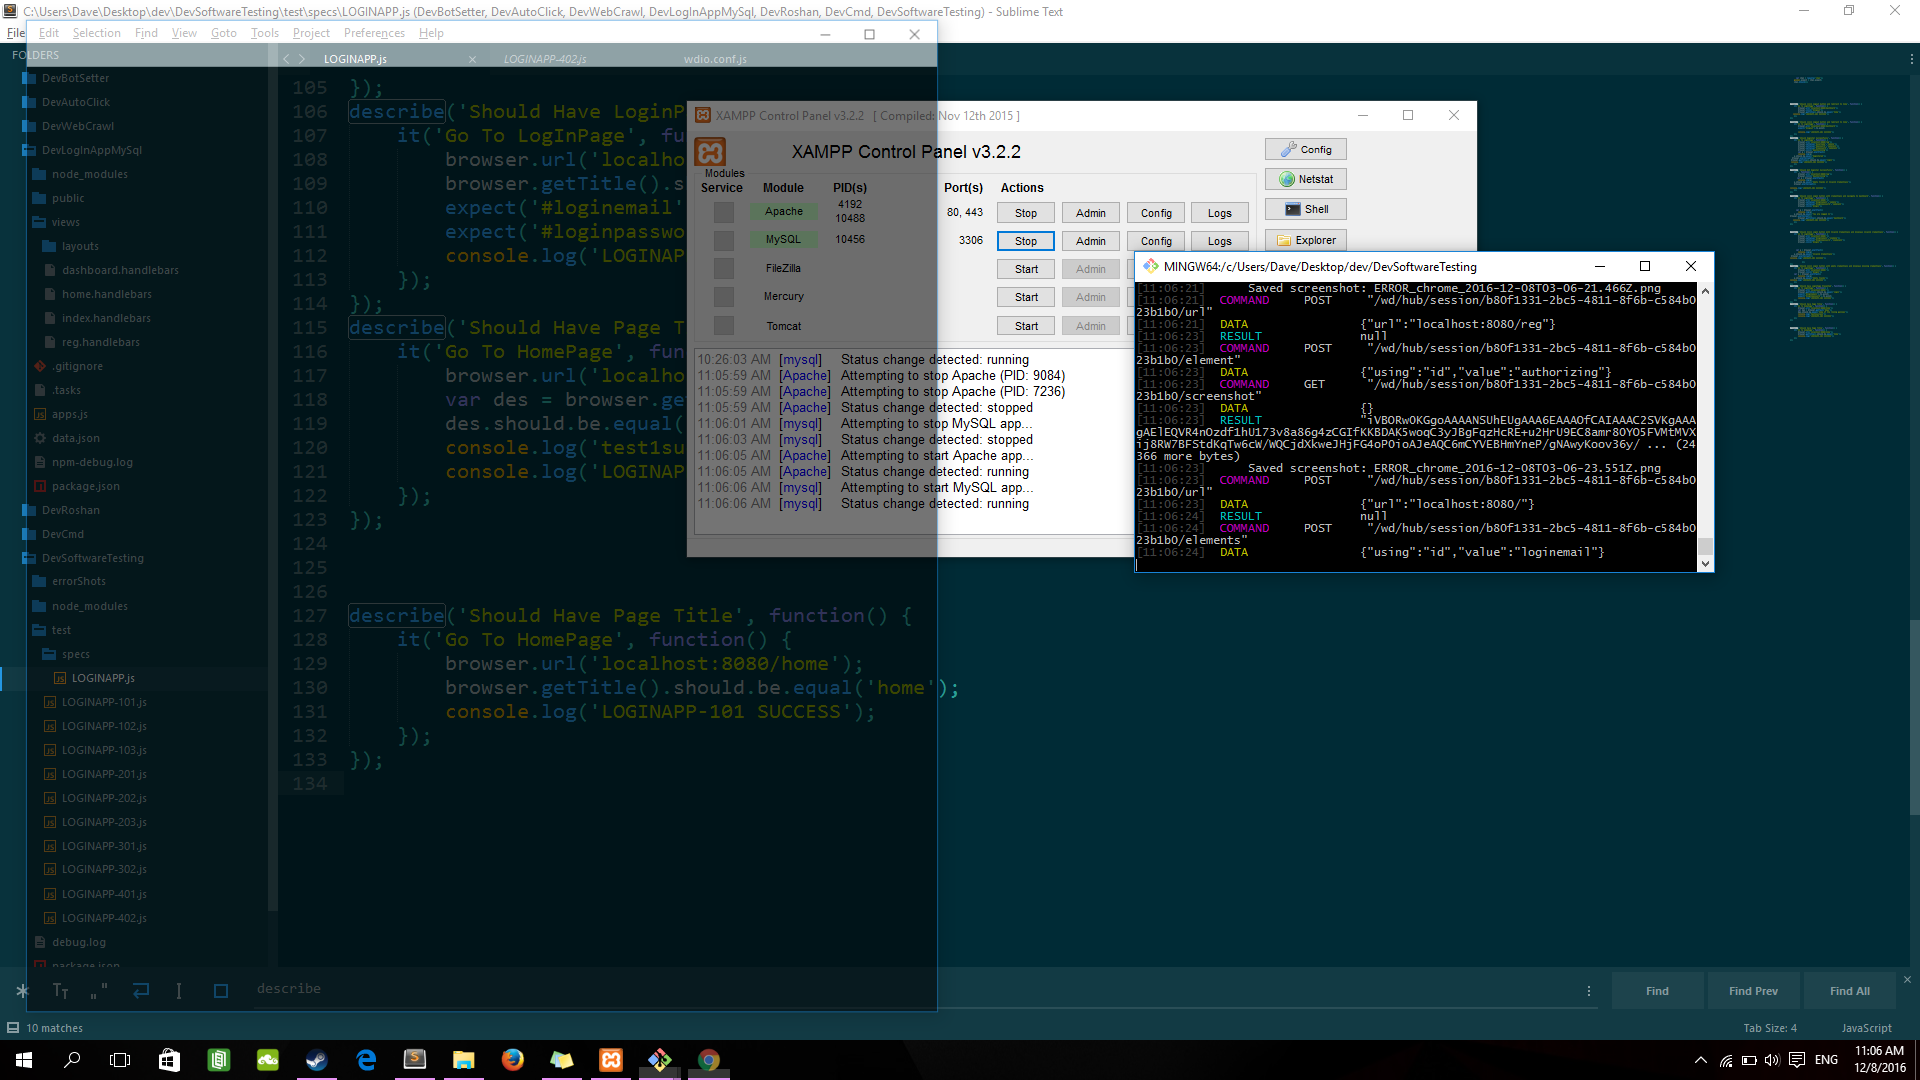 C:\Users\Dave\Desktop\dev\DevSoftwareTesting\test\specs\LOGINAPP.js (DevBotSetter, DevAutoClick, DevWebCrawl, DevLogInAppMySql, DevRoshan, DevCmd, DevSoftwareTesting) - Sublime Text
File Edit Selection Find View Goto Tools Project Preferences Help
FOLDERS
DevBotSetter
DevAutoClick
DevWebCrawl
DevLogInAppMySql
node_modules
public
views
layouts
dashboard.handlebars
home.handlebars
index.handlebars
reg.handlebars
.gitignore
.tasks
apps.js
data.json
npm-debug.log
package.json
DevRoshan
DevCmd
DevSoftwareTesting
errorShots
node_modules
test
specs
LOGINAPP.js
LOGINAPP-101.js
LOGINAPP-102.js
LOGINAPP-103.js
LOGINAPP-201.js
LOGINAPP-202.js
LOGINAPP-203.js
LOGINAPP-301.js
LOGINAPP-302.js
LOGINAPP-401.js
LOGINAPP-402.js
debug.log
package.json
LOGINAPP.js LOGINAPP-402.js wdio.conf.js
105 });
106 describe('Should Have LoginP
107 it('Go To LogInPage', fu
108 browser.url('localho
109 browser.getTitle().s
110 expect('#loginemail'
111 expect('#loginpasswo
112 console.log('LOGINAP
113 });
114 });
115 describe('Should Have Page T
116 it('Go To HomePage', fun
117 browser.url('localho
118 var des = browser.ge
119 des.should.be.equal(
120 console.log('test1su
121 console.log('LOGINAP
122 });
123 });
124
125
126
127 describe('Should Have Page Title', function() {
128 it('Go To HomePage', function() {
129 browser.url('localhost:8080/home');
130 browser.getTitle().should.be.equal('home');
131 console.log('LOGINAPP-101 SUCCESS');
132 });
133 });
134
XAMPP Control Panel v3.2.2 [ Compiled: Nov 12th 2015 ]
XAMPP Control Panel v3.2.2
Modules
Service Module PID(s) Port(s) Actions
Apache 4192 10488 80, 443 Stop Admin Config Logs
MySQL 10456 3306 Stop Admin Config Logs
FileZilla Start Admin
Mercury Start Admin
Tomcat Start Admin
Config
Netstat
Shell
Explorer
10:26:03 AM [mysql] Status change detected: running
11:05:59 AM [Apache] Attempting to stop Apache (PID: 9084)
11:05:59 AM [Apache] Attempting to stop Apache (PID: 7236)
11:05:59 AM [Apache] Status change detected: stopped
11:06:01 AM [mysql] Attempting to stop MySQL app...
11:06:03 AM [mysql] Status change detected: stopped
11:06:05 AM [Apache] Attempting to start Apache app...
11:06:05 AM [Apache] Status change detected: running
11:06:06 AM [mysql] Attempting to start MySQL app...
11:06:06 AM [mysql] Status change detected: running
MINGW64:/c/Users/Dave/Desktop/dev/DevSoftwareTesting
[11:06:21] Saved screenshot: ERROR_chrome_2016-12-08T03-06-21.466Z.png
[11:06:21] COMMAND POST "/wd/hub/session/b80f1331-2bc5-4811-8f6b-c584b0
23b1b0/url"
[11:06:21] DATA {"url":"localhost:8080/reg"}
[11:06:23] RESULT null
[11:06:23] COMMAND POST "/wd/hub/session/b80f1331-2bc5-4811-8f6b-c584b0
23b1b0/element"
[11:06:23] DATA {"using":"id","value":"authorizing"}
[11:06:23] COMMAND GET "/wd/hub/session/b80f1331-2bc5-4811-8f6b-c584b0
23b1b0/screenshot"
[11:06:23] DATA {}
[11:06:23] RESULT
366 more bytes)
[11:06:23] Saved screenshot: ERROR_chrome_2016-12-08T03-06-23.551Z.png
[11:06:23] COMMAND POST "/wd/hub/session/b80f1331-2bc5-4811-8f6b-c584b0
23b1b0/url"
[11:06:23] DATA {"url":"localhost:8080/"}
[11:06:24] RESULT null
[11:06:24] COMMAND POST "/wd/hub/session/b80f1331-2bc5-4811-8f6b-c584b0
23b1b0/elements"
[11:06:24] DATA {"using":"id","value":"loginemail"}
describe
Find Find Prev Find All
10 matches
Tab Size: 4 JavaScript
ENG
11:06 AM
12/8/2016